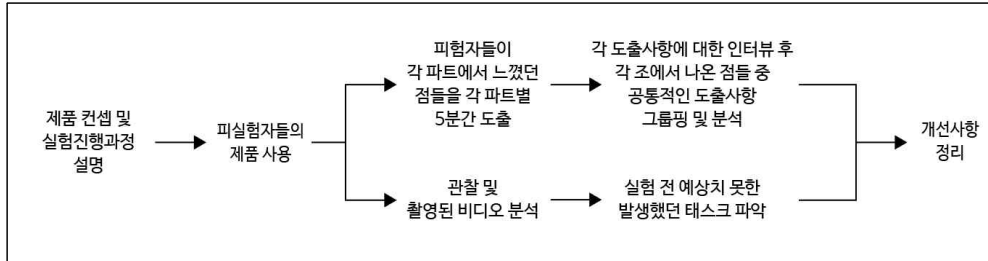 제품 컨셉 및
실험진행과정
설명
피실험자들의
제품 사용
피험자들이
각 파트에서 느꼈던
점들을 각 파트별
5분간 도출
각 도출사항에 대한 인터뷰 후
각 조에서 나온 점들 중
공통적인 도출사항
그룹핑 및 분석
관찰 및
촬영된 비디오 분석
실험 전 예상치 못한
발생했던 태스크 파악
개선사항
정리